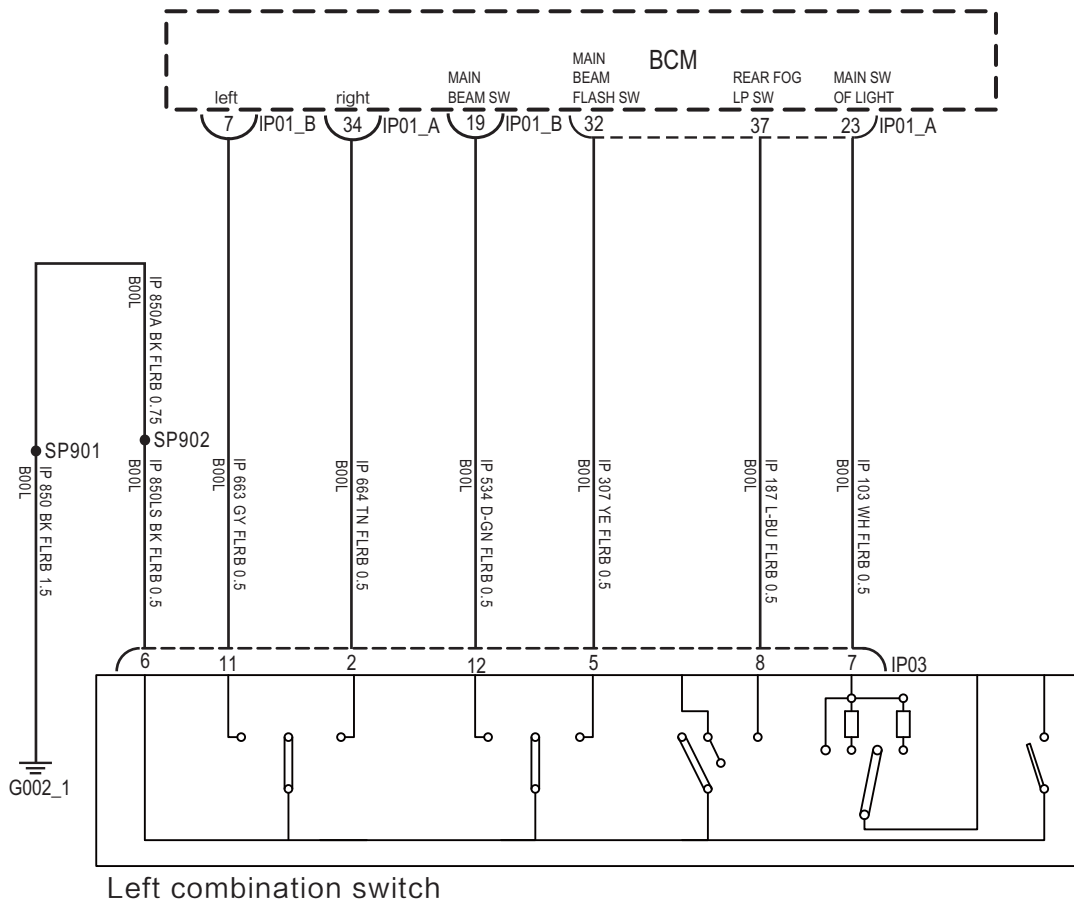 BCM
left
right
MAIN
BEAM SW
MAIN
BEAM
FLASH SW
REAR FOG
LP SW
MAIN SW
OF LIGHT
7 IP01_B 34 IP01_A 19 IP01_B 32 37 23 IP01_A
IP 850A BK FLRB 0.75
B00L
SP901
SP902
IP 850 BK FLRB 1.5
B00L
IP 850LS BK FLRB 0.5
B00L
IP 663 GY FLRB 0.5
B00L
IP 664 TN FLRB 0.5
B00L
IP 534 D-GN FLRB 0.5
B00L
IP 307 YE FLRB 0.5
B00L
IP 187 L-BU FLRB 0.5
B00L
IP 103 WH FLRB 0.5
B00L
6 11 2 12 5 8 7 IP03
G002_1
Left combination switch